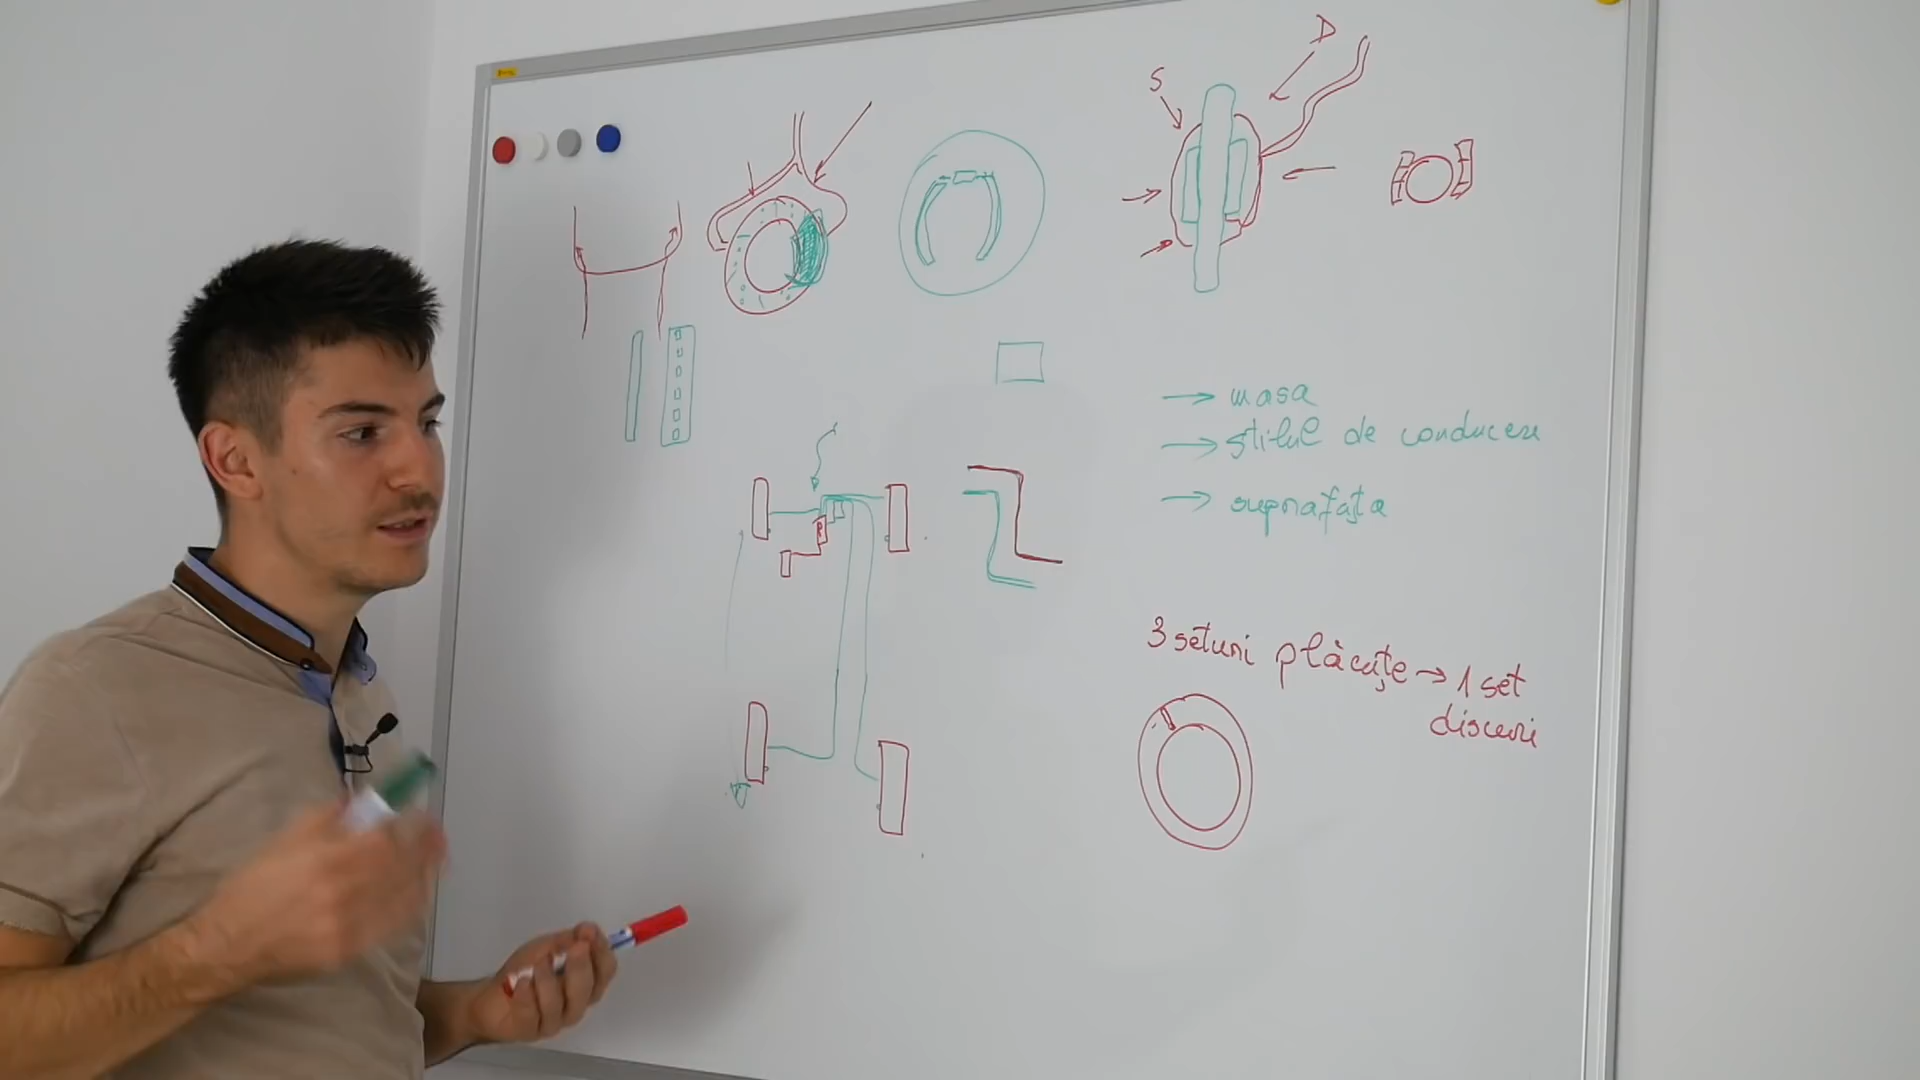 D
S
→ masa
→ stilul de conducere
→ suprafața
R
3 seturi plăcuțe → 1 set
discuri